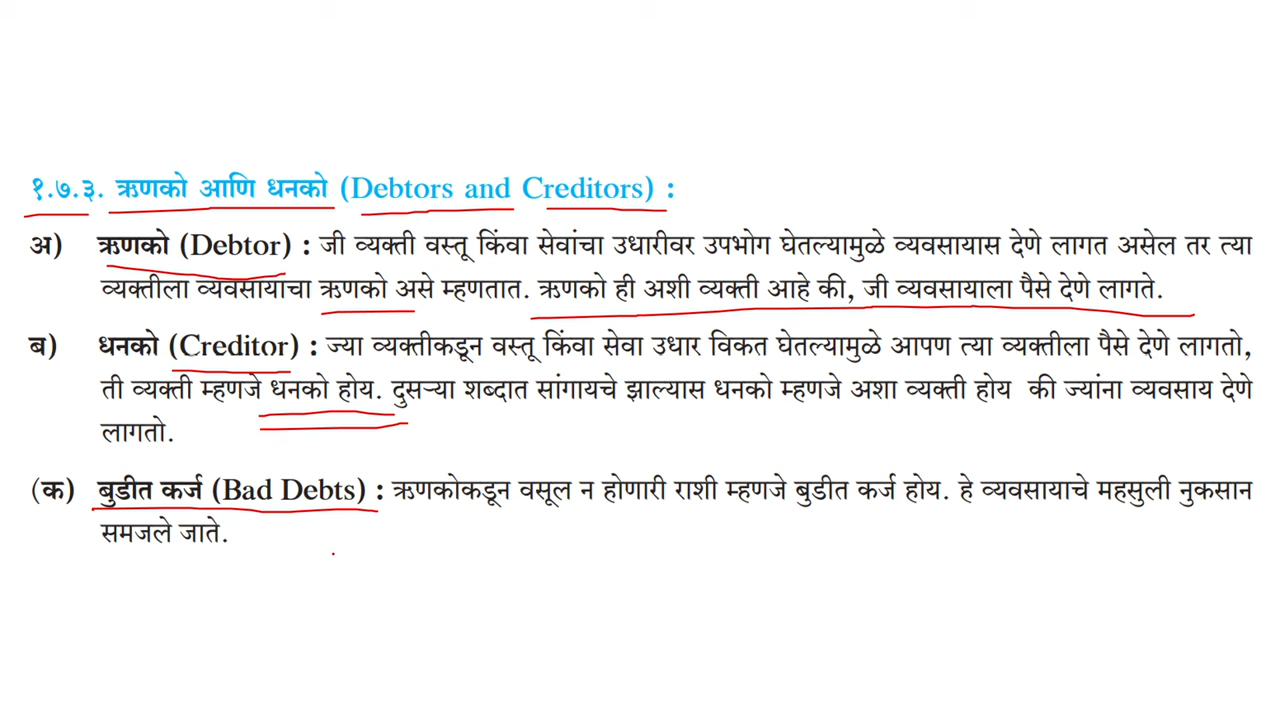 १.७.३. ऋणको आणि धनको (Debtors and Creditors) :
अ) ऋणको (Debtor) : जी व्यक्ती वस्तू किंवा सेवांचा उधारीवर उपभोग घेतल्यामुळे व्यवसायास देणे लागत असेल तर त्या
व्यक्तीला व्यवसायाचा ऋणको असे म्हणतात. ऋणको ही अशी व्यक्ती आहे की, जी व्यवसायाला पैसे देणे लागते.
ब) धनको (Creditor) : ज्या व्यक्तीकडून वस्तू किंवा सेवा उधार विकत घेतल्यामुळे आपण त्या व्यक्तीला पैसे देणे लागतो,
ती व्यक्ती म्हणजे धनको होय. दुसऱ्या शब्दात सांगायचे झाल्यास धनको म्हणजे अशा व्यक्ती होय की ज्यांना व्यवसाय देणे
लागतो.
(क) बुडीत कर्ज (Bad Debts) : ऋणकोकडून वसूल न होणारी राशी म्हणजे बुडीत कर्ज होय. हे व्यवसायाचे महसुली नुकसान
समजले जाते.